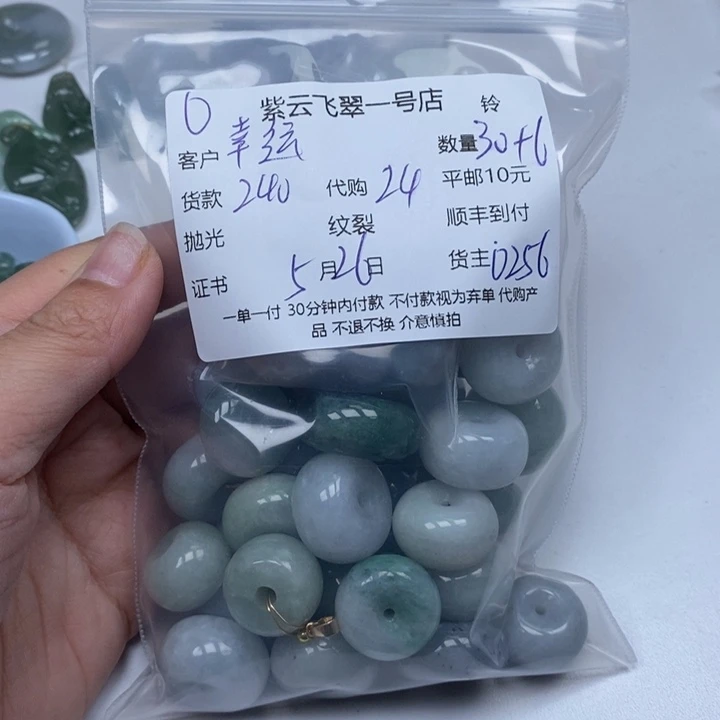 6 紫云飞翠一号店 铃
客户 幸运 数量 30+6
货款 240 代购 24 平邮10元
抛光 纹裂 顺丰到付
证书 5月26日 货主 0256
一单一付 30分钟内付款 不付款视为弃单 代购产
品 不退不换 介意慎拍